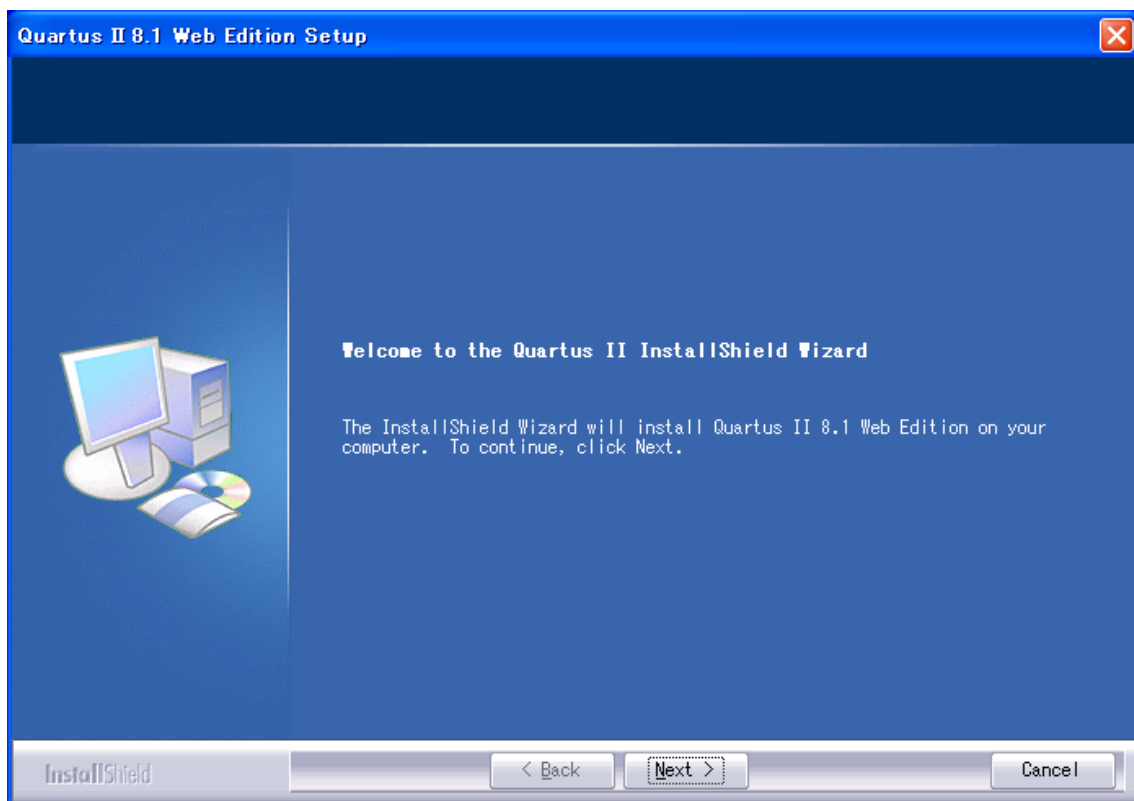 Quartus II 8.1 Web Edition Setup
Welcome to the Quartus II InstallShield Wizard
The InstallShield Wizard will install Quartus II 8.1 Web Edition on your
computer.  To continue, click Next.
InstallShield
< Back
Next >
Cancel